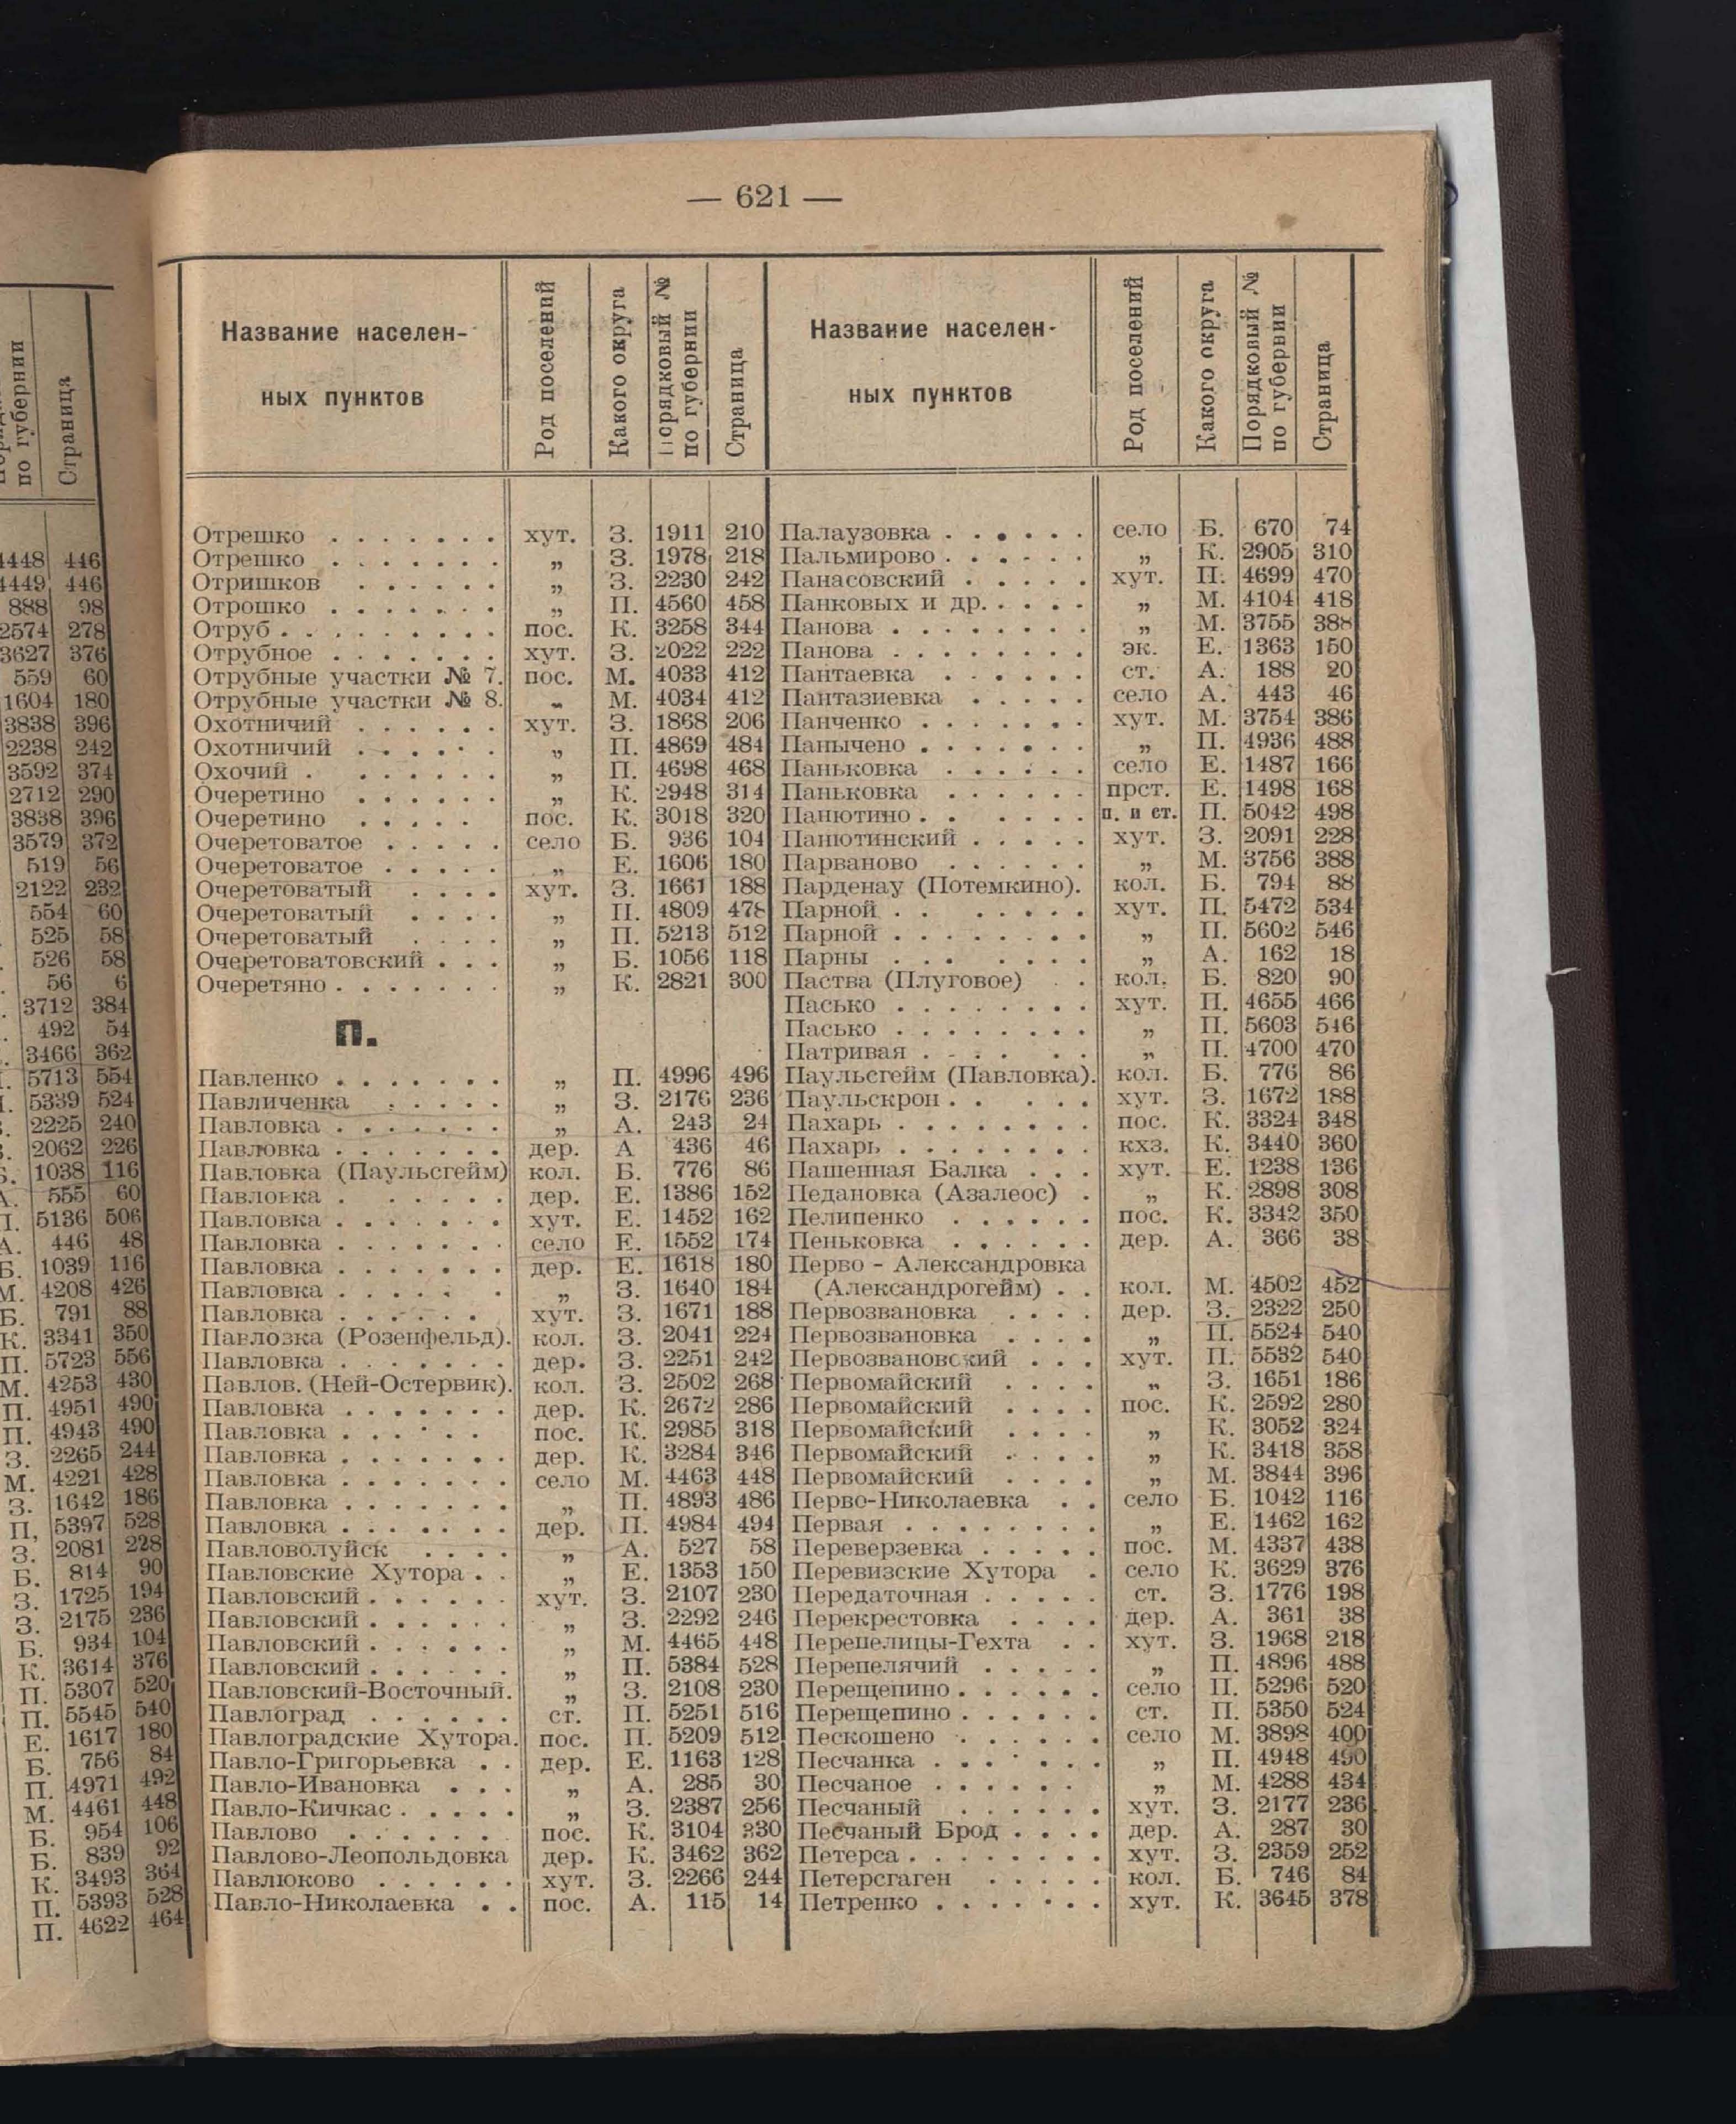 — 621 —
Название населен-
ных пунктов
Род поселений
Какого округа
Порядковый №
по губернии
Страница
Отрешко . . . . . . . хут. З. 1911 210
Отрешко . . . . . . . „ З. 1978 218
Отришков . . . . . . „ З. 2230 242
Отрошко . . . . . . . „ П. 4560 458
Отруб . . . . . . . . . пос. К. 3258 344
Отрубное . . . . . . . хут. З. 2022 222
Отрубные участки № 7. пос. М. 4033 412
Отрубные участки № 8. „ М. 4034 412
Охотничий . . . . . . хут. З. 1868 206
Охотничий . . . . . . „ П. 4869 484
Охочий . . . . . . . „ П. 4698 468
Очеретино . . . . . . „ К. 2948 314
Очеретино . . . . . пос. К. 3018 320
Очеретоватое . . . . . село Б. 936 104
Очеретоватое . . . . . „ Е. 1606 180
Очеретоватый . . . . хут. З. 1661 188
Очеретоватый . . . . „ П. 4809 478
Очеретоватый . . . . „ П. 5213 512
Очеретоватовский . . . „ Б. 1056 118
Очеретяно . . . . . . . „ К. 2821 300
П.
Павленко . . . . . . . „ П. 4996 496
Павличенка . . . . . „ З. 2176 236
Павловка . . . . . . . „ А. 243 24
Павловка . . . . . . . дер. А 436 46
Павловка (Паульсгейм) кол. Б. 776 86
Павловка . . . . . . дер. Е. 1386 152
Павловка . . . . . . . хут. Е. 1452 162
Павловка . . . . . . . село Е. 1552 174
Павловка . . . . . . . дер. Е. 1618 180
Павловка . . . . . . „ З. 1640 184
Павловка . . . . . . хут. З. 1671 188
Павлозка (Розенфельд). кол. З. 2041 224
Павловка . . . . . . . дер. З. 2251 242
Павлов. (Ней-Остервик). кол. З. 2502 268
Павловка . . . . . . . дер. К. 2672 286
Павловка . . . . . . . пос. К. 2985 318
Павловка . . . . . . . дер. К. 3284 346
Павловка . . . . . . . село М. 4463 448
Павловка . . . . . . . „ П. 4893 486
Павловка . . . . . . . дер. П. 4984 494
Павловолуйск . . . . „ А. 527 58
Павловские Хутора . . „ Е. 1353 150
Павловский . . . . . . хут. З. 2107 230
Павловский . . . . . . „ З. 2292 246
Павловский . . . . . . „ М. 4465 448
Павловский . . . . . . „ П. 5384 528
Павловский-Восточный. „ З. 2108 230
Павлоград . . . . . . ст. П. 5251 516
Павлоградские Хутора. пос. П. 5209 512
Павло-Григорьевка . . дер. Е. 1163 128
Павло-Ивановка . . . „ А. 285 30
Павло-Кичкас . . . . . „ З. 2387 256
Павлово . . . . . . . пос. К. 3104 330
Павлово-Леопольдовка дер. К. 3462 362
Павлюково . . . . . . хут. З. 2266 244
Павло-Николаевка . . пос. А. 115 14
Название населен-
ных пунктов
Род поселений
Какого округа
Порядковый №
по губернии
Страница
Палаузовка . . . . . . село Б. 670 74
Пальмирово . . . . . . „ К. 2905 310
Панасовский . . . . . хут. П. 4699 470
Панковых и др. . . . . „ М. 4104 418
Панова . . . . . . . . „ М. 3755 388
Панова . . . . . . . . эк. Е. 1363 150
Пантаевка . . . . . . ст. А. 188 20
Пантазиевка . . . . . село А. 443 46
Панченко . . . . . . . хут. М. 3754 386
Панычено . . . . . . . „ П. 4936 488
Паньковка . . . . . . село Е. 1487 166
Паньковка . . . . . . прст. Е. 1498 168
Панютино . . . . . . . п. и ст. П. 5042 498
Панютинский . . . . . хут. З. 2091 228
Парваново . . . . . . „ М. 3756 388
Парденау (Потемкино). кол. Б. 794 88
Парной . . . . . . . хут. П. 5472 534
Парной . . . . . . . . „ П. 5602 546
Парны . . . . . . . „ А. 162 18
Паства (Плуговое) . . кол. Б. 820 90
Пасько . . . . . . . . хут. П. 4655 466
Пасько . . . . . . . . „ П. 5603 546
Патривая . . . . . . „ П. 4700 470
Паульсгейм (Павловка). кол. Б. 776 86
Паульскрон . . . . . хут. З. 1672 188
Пахарь . . . . . . . . пос. К. 3324 348
Пахарь . . . . . . . . кхз. К. 3440 360
Пашенная Балка . . . хут. Е. 1238 136
Педановка (Азалеос) . „ К. 2898 308
Пелипенко . . . . . . пос. К. 3342 350
Пеньковка . . . . . . дер. А. 366 38
Перво - Александровка
(Александрогейм) . . кол. М. 4502 452
Первозвановка . . . . дер. З. 2322 250
Первозвановка . . . . „ П. 5524 540
Первозвановский . . . хут. П. 5532 540
Первомайский . . . . „ З. 1651 186
Первомайский . . . . пос. К. 2592 280
Первомайский . . . . „ К. 3052 324
Первомайский . . . . „ К. 3418 358
Первомайский . . . . „ М. 3844 396
Перво-Николаевка . . село Б. 1042 116
Первая . . . . . . . . „ Е. 1462 162
Переверзевка . . . . . пос. М. 4337 438
Перевизские Хутора . село К. 3629 376
Передаточная . . . . . ст. З. 1776 198
Перекрестовка . . . . дер. А. 361 38
Перепелицы-Гехта . . хут. З. 1968 218
Перепелячий . . . . . „ П. 4896 488
Перещепино . . . . . . село П. 5296 520
Перещепино . . . . . . ст. П. 5350 524
Пескошено . . . . . . село М. 3898 400
Песчанка . . . . . . . „ П. 4948 490
Песчаное . . . . . . „ М. 4288 434
Песчаный . . . . . . хут. З. 2177 236
Песчаный Брод . . . . дер. А. 287 30
Петерса . . . . . . . . хут. З. 2359 252
Петерсгаген . . . . . кол. Б. 746 84
Петренко . . . . . . . хут. К. 3645 378